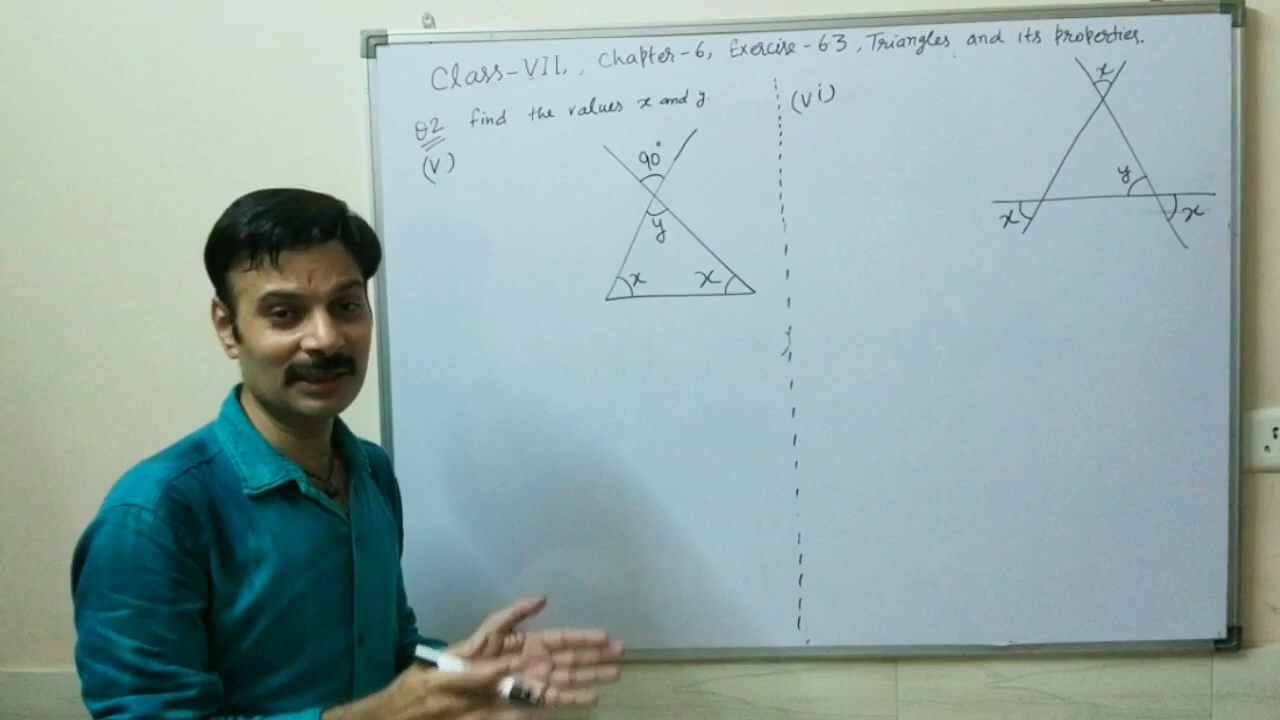 Class-VII, Chapter-6, Exercise-6.3, Triangles and its properties.
Q2 find the values x and y.
(V)
90°
y
x x
(Vi)
x
y
x x